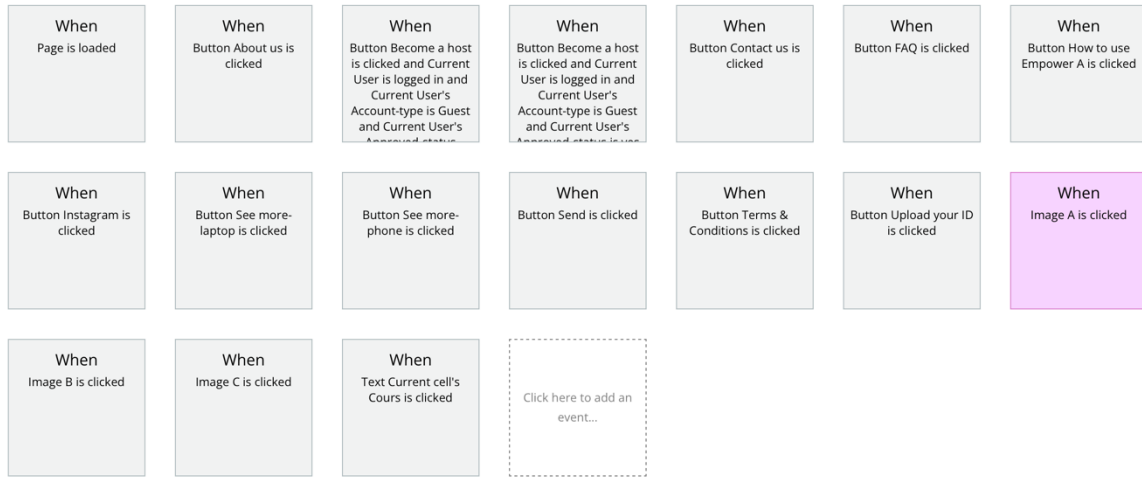 When
Page is loaded
When
Button About us is
clicked
When
Button Become a host
is clicked and Current
User is logged in and
Current User's
Account-type is Guest
and Current User's
Approved status
When
Button Become a host
is clicked and Current
User is logged in and
Current User's
Account-type is Guest
and Current User's
Approved status is yes
When
Button Contact us is
clicked
When
Button FAQ is clicked
When
Button How to use
Empower A is clicked
When
Button Instagram is
clicked
When
Button See more-
laptop is clicked
When
Button See more-
phone is clicked
When
Button Send is clicked
When
Button Terms &
Conditions is clicked
When
Button Upload your ID
is clicked
When
Image A is clicked
When
Image B is clicked
When
Image C is clicked
When
Text Current cell's
Cours is clicked
Click here to add an
event...